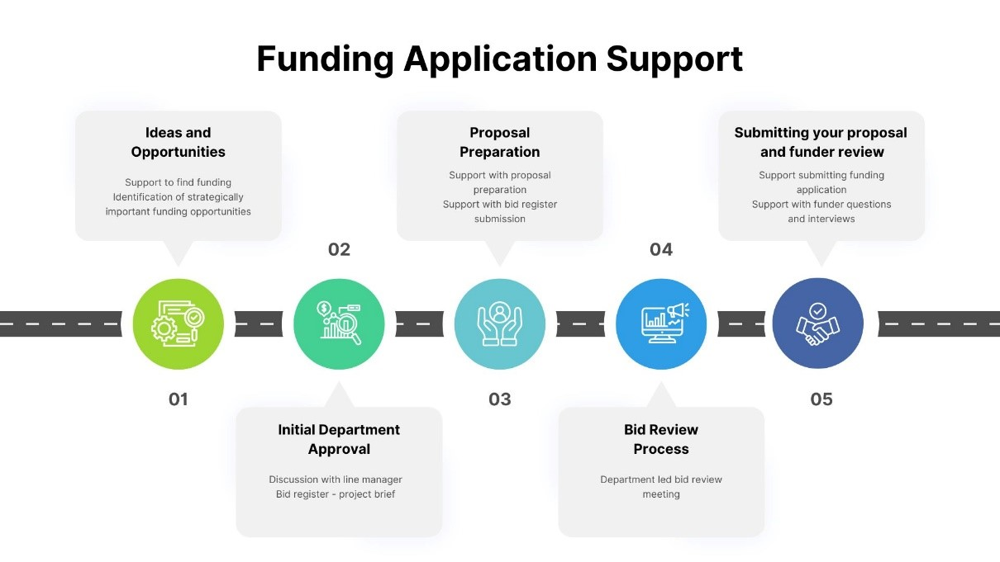 Funding Application Support
Ideas and
Opportunities
Support to find funding
Identification of strategically
important funding opportunities
01
02
Initial Department
Approval
Discussion with line manager
Bid register - project brief
Proposal
Preparation
Support with proposal
preparation
Support with bid register
submission
03
04
Bid Review
Process
Department led bid review
meeting
Submitting your proposal
and funder review
Support submitting funding
application
Support with funder questions
and interviews
05